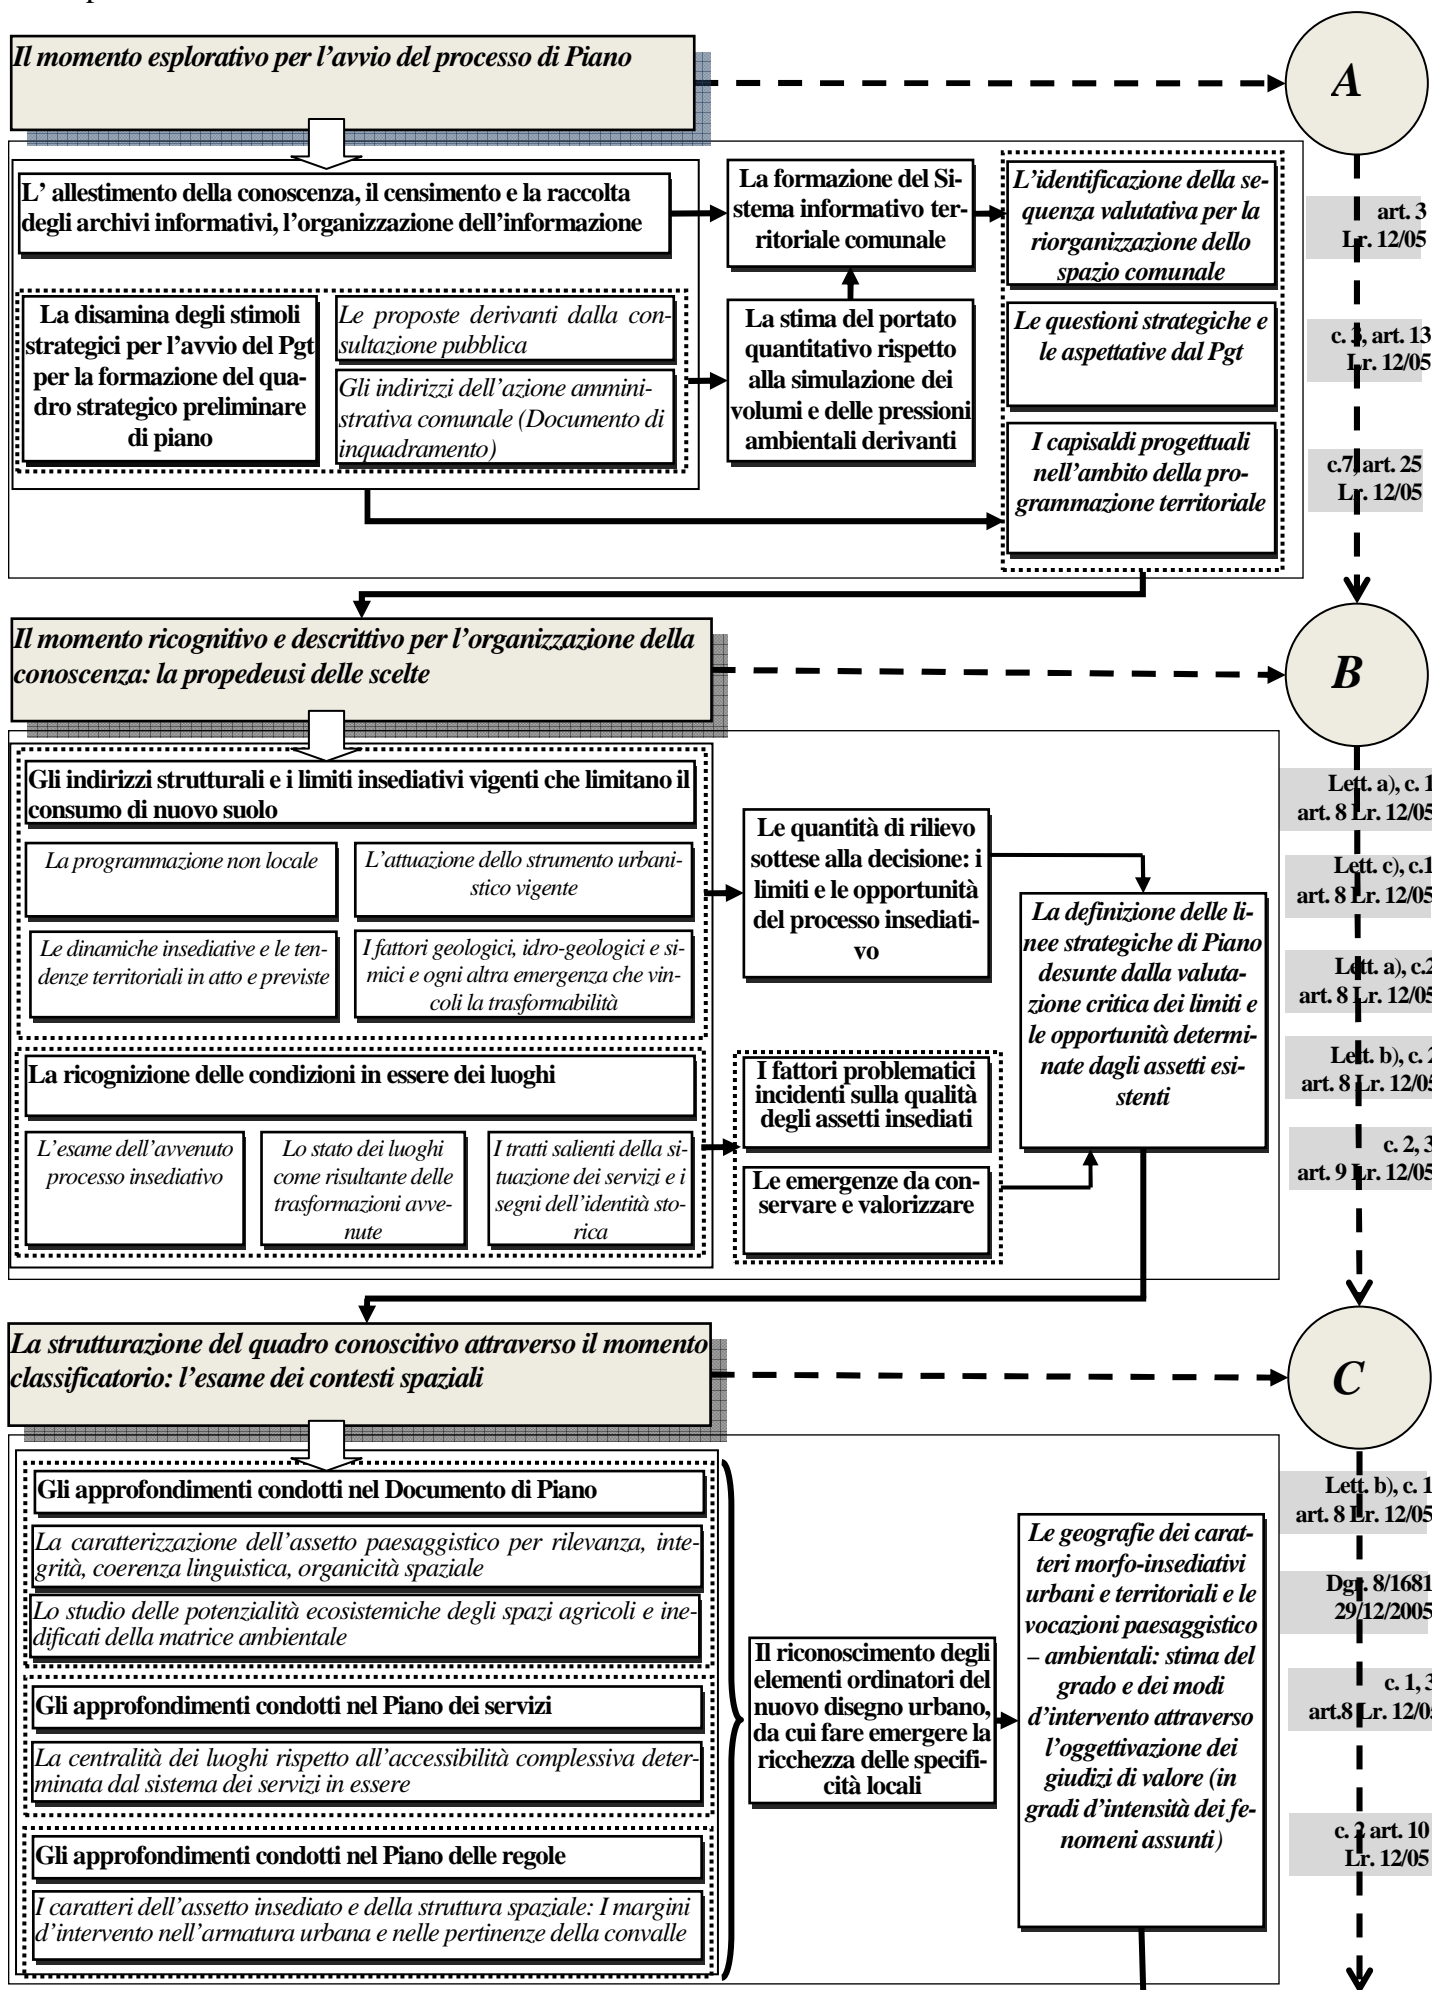 Il momento esplorativo per l'avvio del processo di Piano
A
L' allestimento della conoscenza, il censimento e la raccolta
degli archivi informativi, l'organizzazione dell'informazione
La formazione del Si-
stema informativo ter-
ritoriale comunale
L'identificazione della se-
quenza valutativa per la
riorganizzazione dello
spazio comunale
art. 3
Lr. 12/05
La disamina degli stimoli
strategici per l'avvio del Pgt
per la formazione del qua-
dro strategico preliminare
di piano
Le proposte derivanti dalla con-
sultazione pubblica
Gli indirizzi dell'azione ammini-
strativa comunale (Documento di
inquadramento)
La stima del portato
quantitativo rispetto
alla simulazione dei
volumi e delle pressioni
ambientali derivanti
Le questioni strategiche e
le aspettative dal Pgt
c. 3, art. 13
Lr. 12/05
I capisaldi progettuali
nell'ambito della pro-
grammazione territoriale
c.7, art. 25
Lr. 12/05
Il momento ricognitivo e descrittivo per l'organizzazione della
conoscenza: la propedeusi delle scelte
B
Gli indirizzi strutturali e i limiti insediativi vigenti che limitano il
consumo di nuovo suolo
La programmazione non locale
L'attuazione dello strumento urbani-
stico vigente
Le dinamiche insediative e le ten-
denze territoriali in atto e previste
I fattori geologici, idro-geologici e si-
mici e ogni altra emergenza che vin-
coli la trasformabilità
Le quantità di rilievo
sottese alla decisione: i
limiti e le opportunità
del processo insediati-
vo
La definizione delle li-
nee strategiche di Piano
desunte dalla valuta-
zione critica dei limiti e
le opportunità determi-
nate dagli assetti esi-
stenti
Lett. a), c. 1
art. 8 Lr. 12/05
Lett. c), c.1
art. 8 Lr. 12/05
Lett. a), c.2
art. 8 Lr. 12/05
Lett. b), c. 2
art. 8 Lr. 12/05
c. 2, 3
art. 9 Lr. 12/05
La ricognizione delle condizioni in essere dei luoghi
L'esame dell'avvenuto
processo insediativo
Lo stato dei luoghi
come risultante delle
trasformazioni avve-
nute
I tratti salienti della si-
tuazione dei servizi e i
segni dell'identità sto-
rica
I fattori problematici
incidenti sulla qualità
degli assetti insediati
Le emergenze da con-
servare e valorizzare
La strutturazione del quadro conoscitivo attraverso il momento
classificatorio: l'esame dei contesti spaziali
C
Gli approfondimenti condotti nel Documento di Piano
La caratterizzazione dell'assetto paesaggistico per rilevanza, inte-
grità, coerenza linguistica, organicità spaziale
Lo studio delle potenzialità ecosistemiche degli spazi agricoli e ine-
dificati della matrice ambientale
Gli approfondimenti condotti nel Piano dei servizi
La centralità dei luoghi rispetto all'accessibilità complessiva deter-
minata dal sistema dei servizi in essere
Gli approfondimenti condotti nel Piano delle regole
I caratteri dell'assetto insediato e della struttura spaziale: I margini
d'intervento nell'armatura urbana e nelle pertinenze della convalle
Il riconoscimento degli
elementi ordinatori del
nuovo disegno urbano,
da cui fare emergere la
ricchezza delle specifi-
cità locali
Le geografie dei carat-
teri morfo-insediativi
urbani e territoriali e le
vocazioni paesaggistico
– ambientali: stima del
grado e dei modi
d'intervento attraverso
l'oggettivazione dei
giudizi di valore (in
gradi d'intensità dei fe-
nomeni assunti)
Lett. b), c. 1
art. 8 Lr. 12/05
Dgr. 8/1681
29/12/2005
c. 1, 3
art.8 Lr. 12/05
c. 2 art. 10
Lr. 12/05